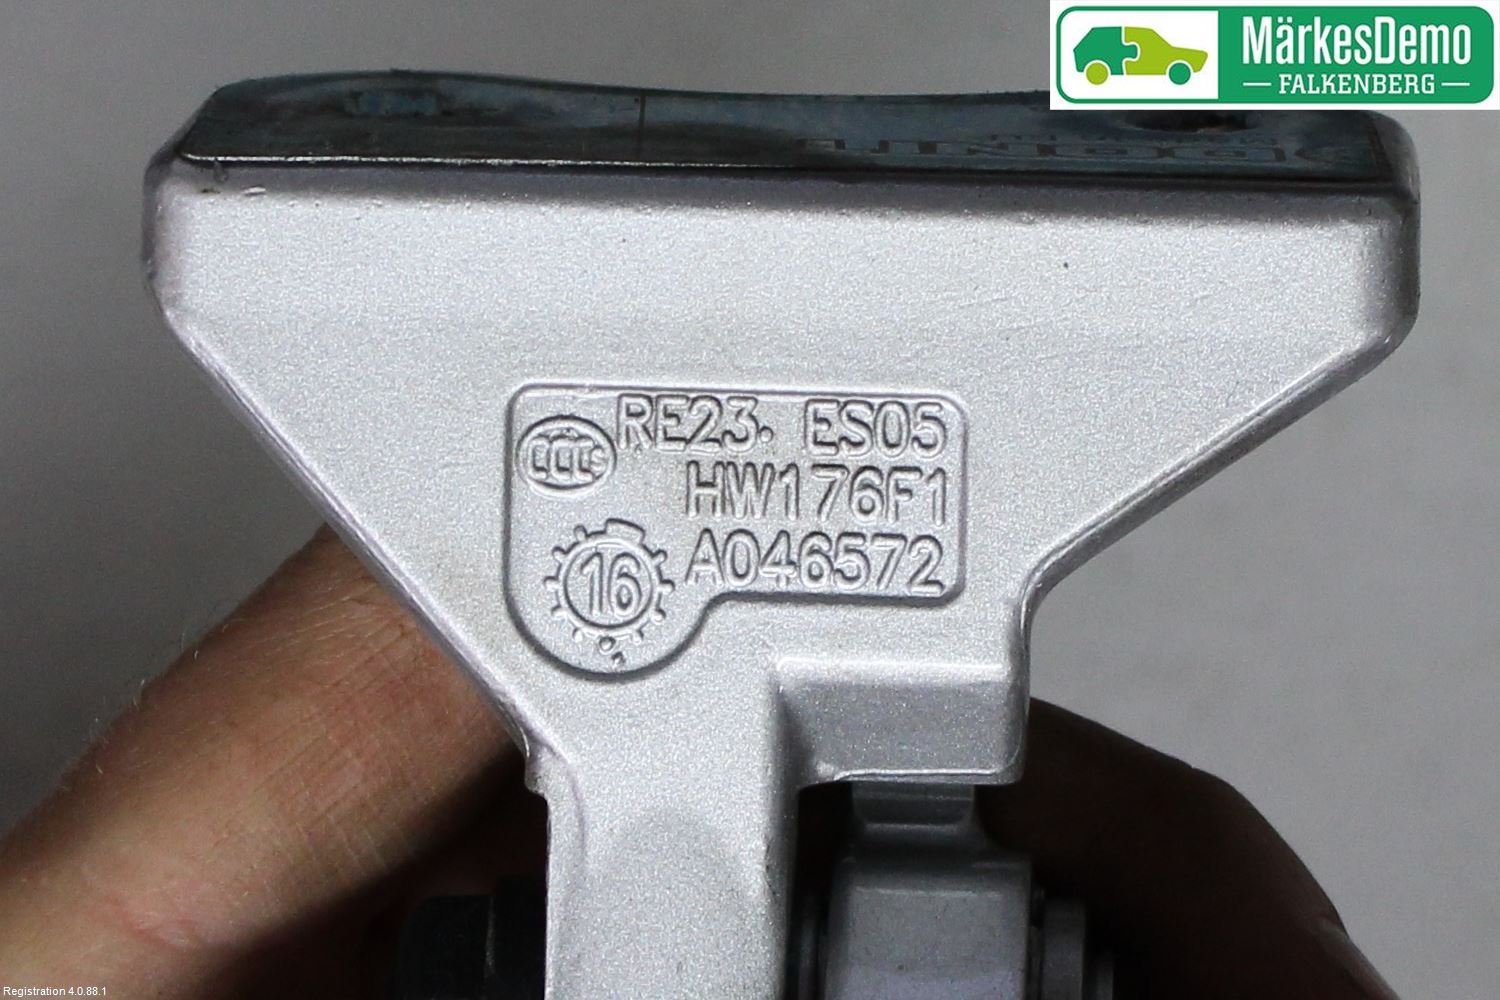 MärkesDemo
FALKENBERG
RE23. ES05
HW176F1
A046572
16
Registration 4.0.88.1